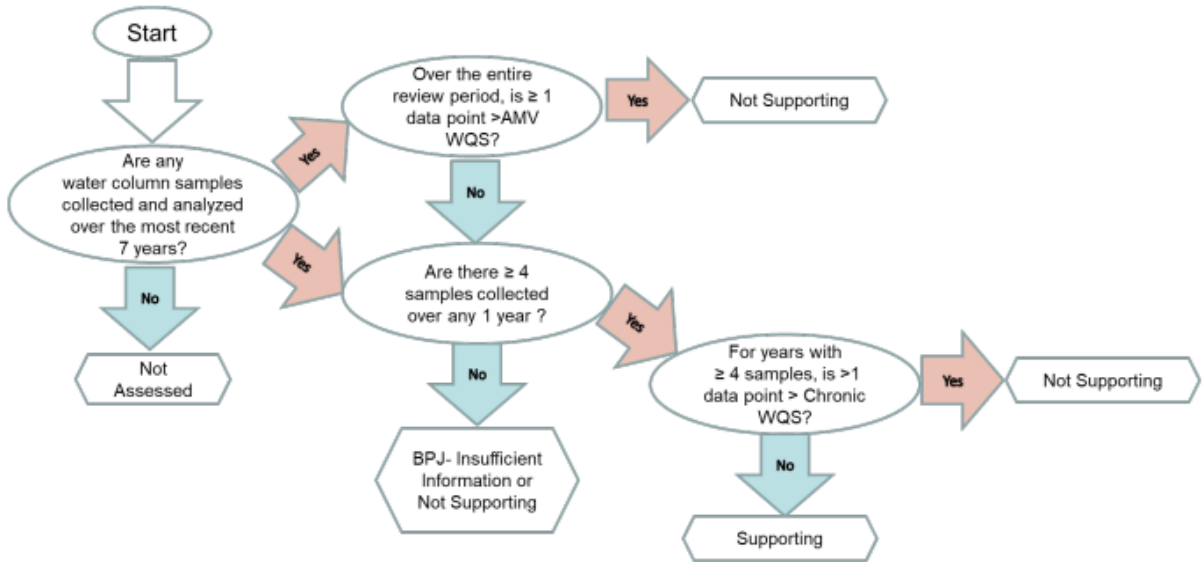 Start
Are any
water column samples
collected and analyzed
over the most recent
7 years?
No
Not
Assessed
Yes
Over the entire
review period, is ≥ 1
data point >AMV
WQS?
Yes
Not Supporting
No
Yes
Are there ≥ 4
samples collected
over any 1 year ?
No
BPJ- Insufficient
Information or
Not Supporting
Yes
For years with
≥ 4 samples, is >1
data point > Chronic
WQS?
Yes
Not Supporting
No
Supporting